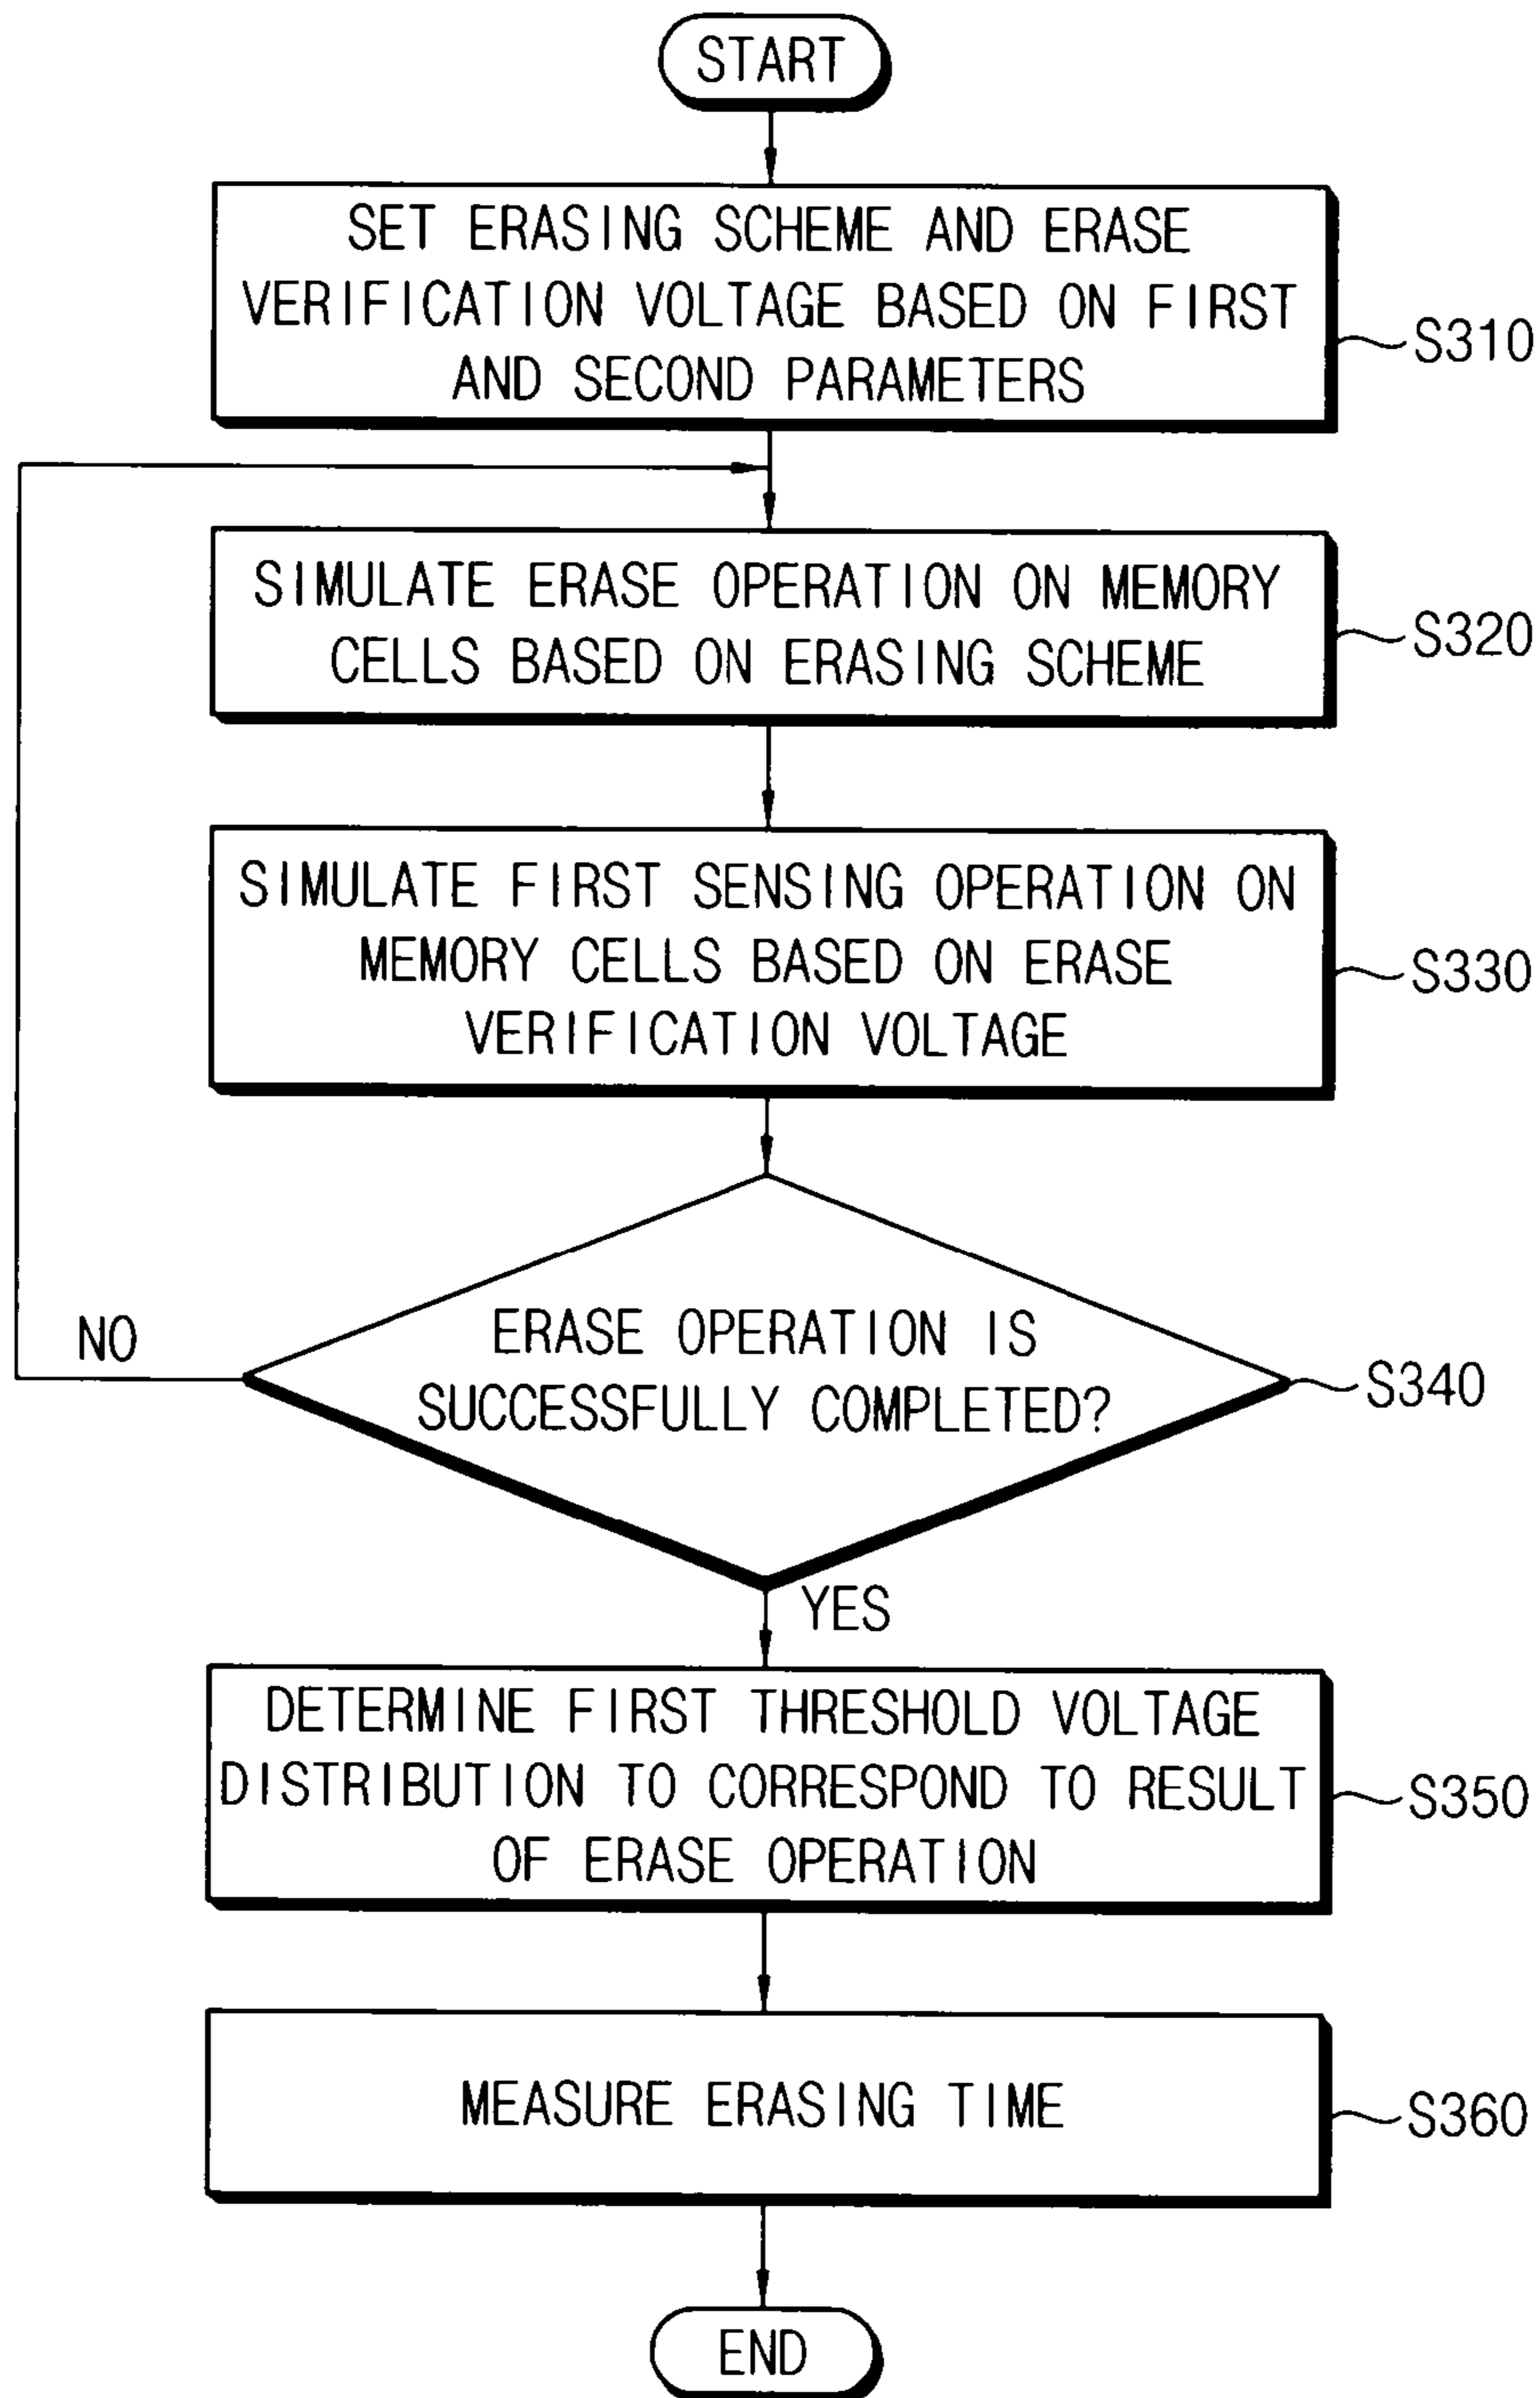 START
SET ERASING SCHEME AND ERASE
VERIFICATION VOLTAGE BASED ON FIRST
AND SECOND PARAMETERS
S310
SIMULATE ERASE OPERATION ON MEMORY
CELLS BASED ON ERASING SCHEME
S320
SIMULATE FIRST SENSING OPERATION ON
MEMORY CELLS BASED ON ERASE
VERIFICATION VOLTAGE
S330
NO
ERASE OPERATION IS
SUCCESSFULLY COMPLETED?
S340
YES
DETERMINE FIRST THRESHOLD VOLTAGE
DISTRIBUTION TO CORRESPOND TO RESULT
OF ERASE OPERATION
S350
MEASURE ERASING TIME
S360
END